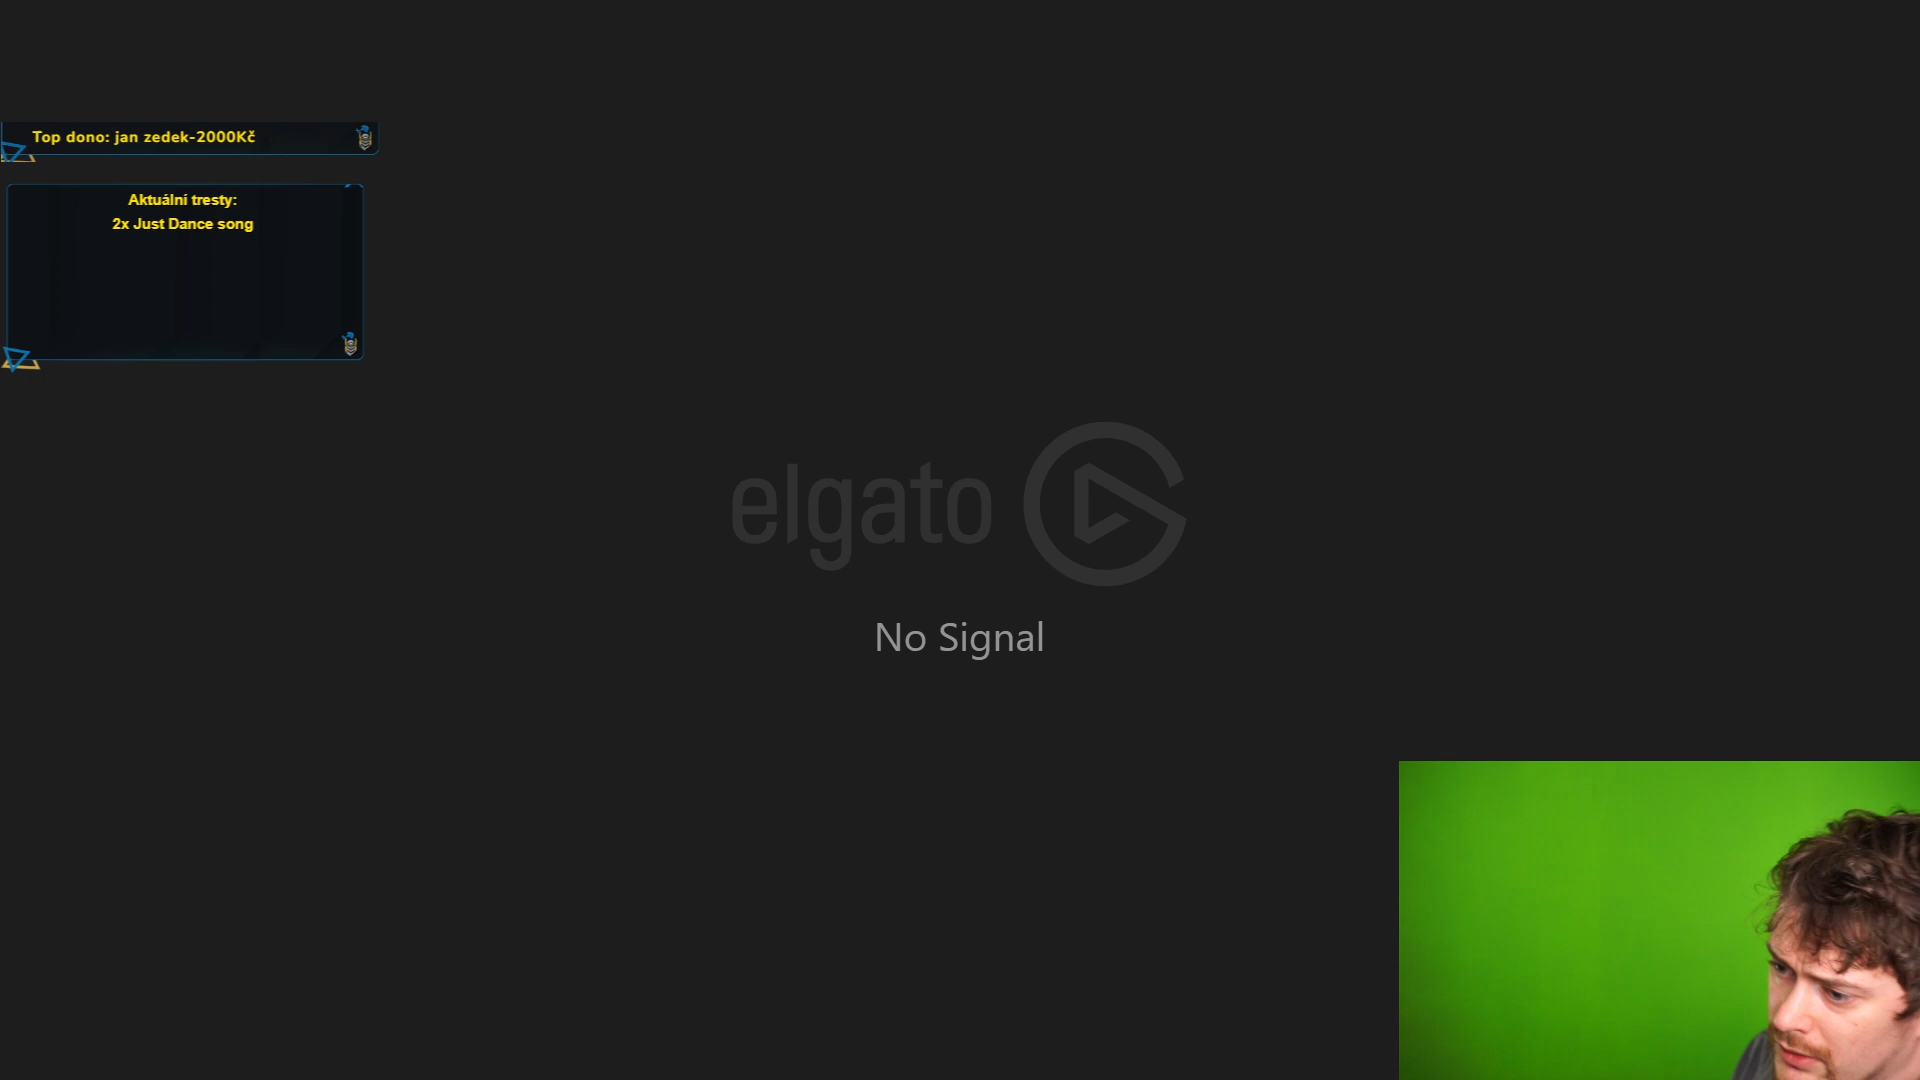 Top dono: jan zedek-2000Kč
Aktuální tresty:
2x Just Dance song
elgato
No Signal